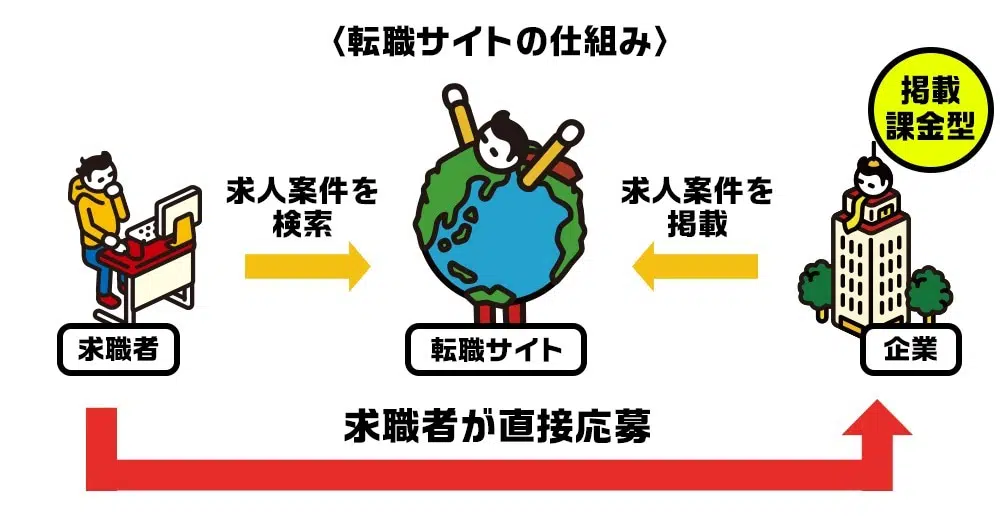 〈転職サイトの仕組み〉
掲載
課金型
求人案件を
検索
求人案件を
掲載
求職者
転職サイト
企業
求職者が直接応募